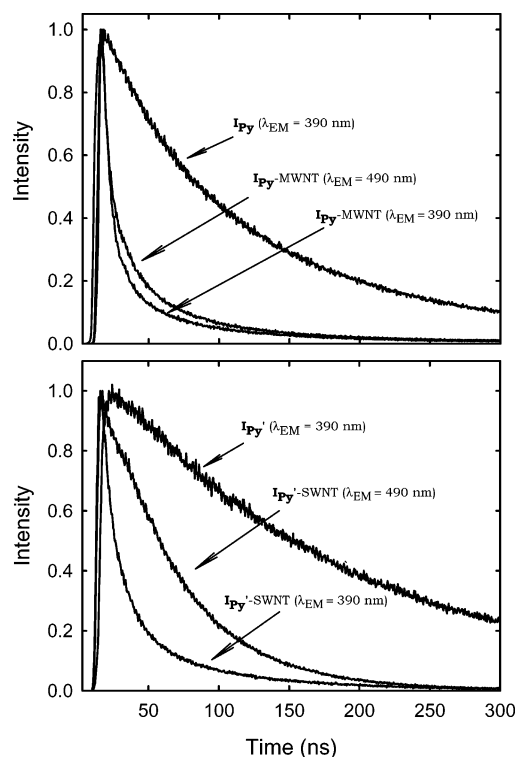 1.0
0.8
0.6
0.4
0.2
0.0
Intensity
IPy (λEM = 390 nm)
IPy-MWNT (λEM = 490 nm)
IPy-MWNT (λEM = 390 nm)
1.0
0.8
0.6
0.4
0.2
0.0
Intensity
IPy' (λEM = 390 nm)
IPy'-SWNT (λEM = 490 nm)
IPy'-SWNT (λEM = 390 nm)
50 100 150 200 250 300
Time (ns)